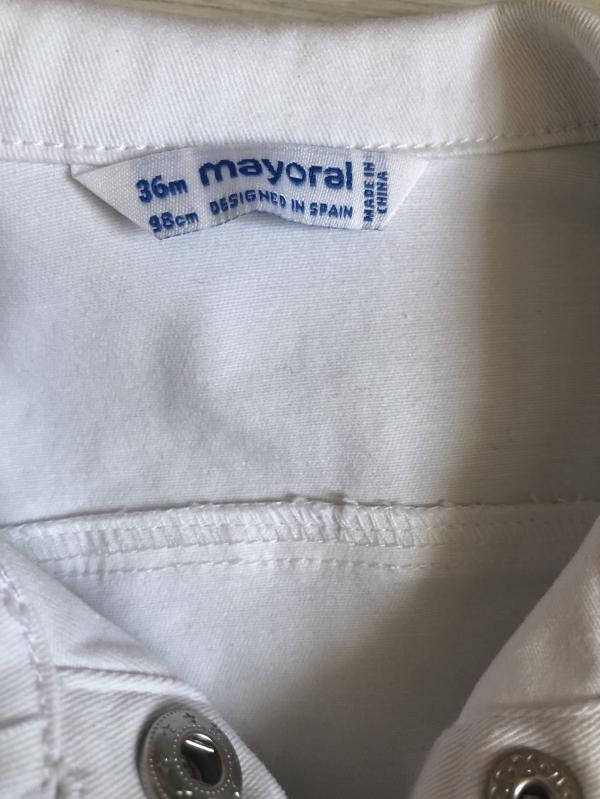 36m mayoral
98cm DESIGNED IN SPAIN
MADE IN
CHINA